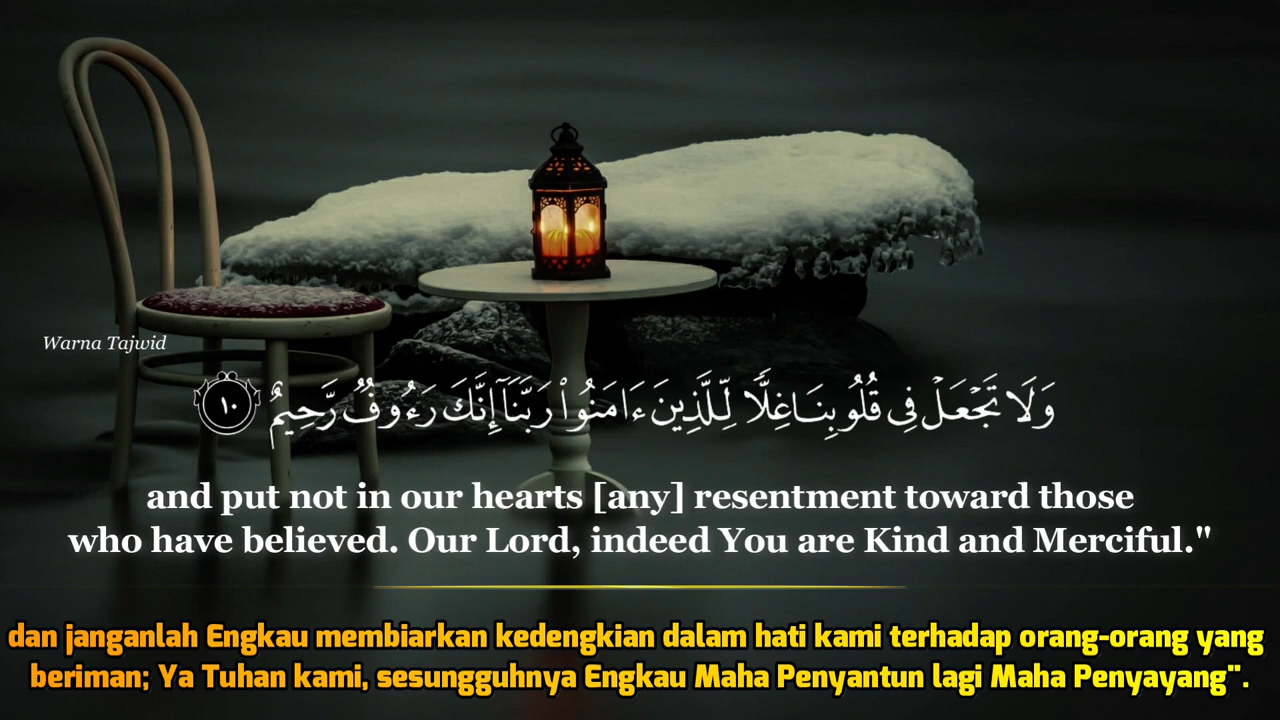 Warna Tajwid
وَلَا تَجْعَلْ فِى قُلُوبِنَا غِلًّا لِّلَّذِينَ ءَامَنُوا۟ رَبَّنَآ إِنَّكَ رَءُوفٌ رَّحِيمٌ ١٠
and put not in our hearts [any] resentment toward those
who have believed. Our Lord, indeed You are Kind and Merciful."
dan janganlah Engkau membiarkan kedengkian dalam hati kami terhadap orang-orang yang
beriman; Ya Tuhan kami, sesungguhnya Engkau Maha Penyantun lagi Maha Penyayang".